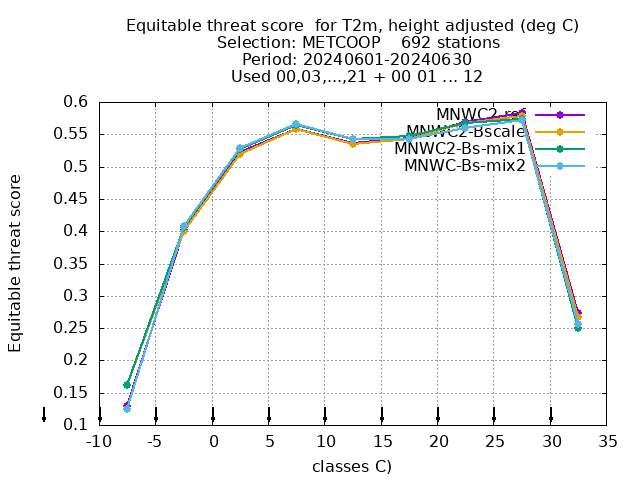 Equitable threat score  for T2m, height adjusted (deg C)
Selection: METCOOP    692 stations
Period: 20240601-20240630
Used 00,03,...,21 + 00 01 ... 12
Equitable threat score
0.6
0.55
0.5
0.45
0.4
0.35
0.3
0.25
0.2
0.15
0.1
MNWC2-ref
MNWC2-Bscale
MNWC2-Bs-mix1
MNWC-Bs-mix2
-10 -5 0 5 10 15 20 25 30 35
classes C)